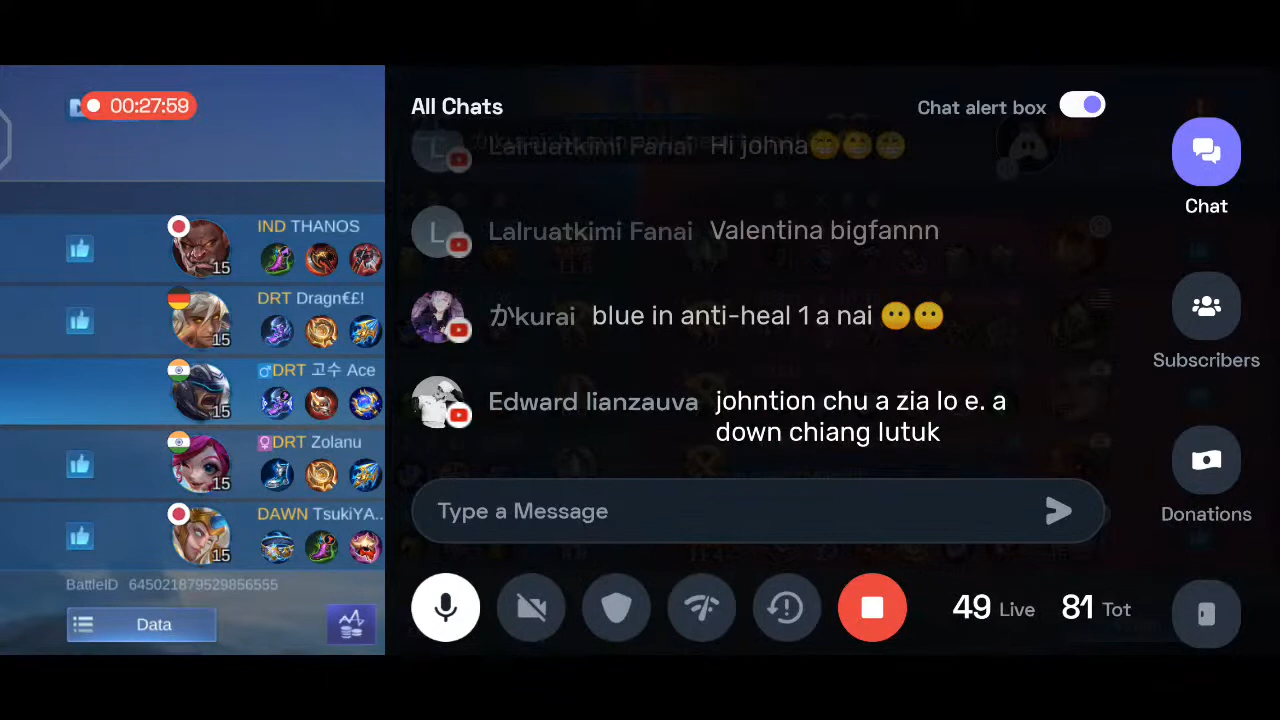 00:27:59
All Chats
Chat alert box
Lalruatkimi Fanai Hi johna😁😁😁
L
Lalruatkimi Fanai Valentina bigfannn
かkurai blue in anti-heal 1 a nai 😶😶
Edward lianzauva johntion chu a zia lo e. a
down chiang lutuk
Type a Message
49 Live 81 Tot
Chat
Subscribers
Donations
IND THANOS
15
DRT Dragn€£!
15
DRT 고수 Ace
15
DRT Zolanu
15
DAWN TsukiYA..
15
BattleID 645021879529856555
Data